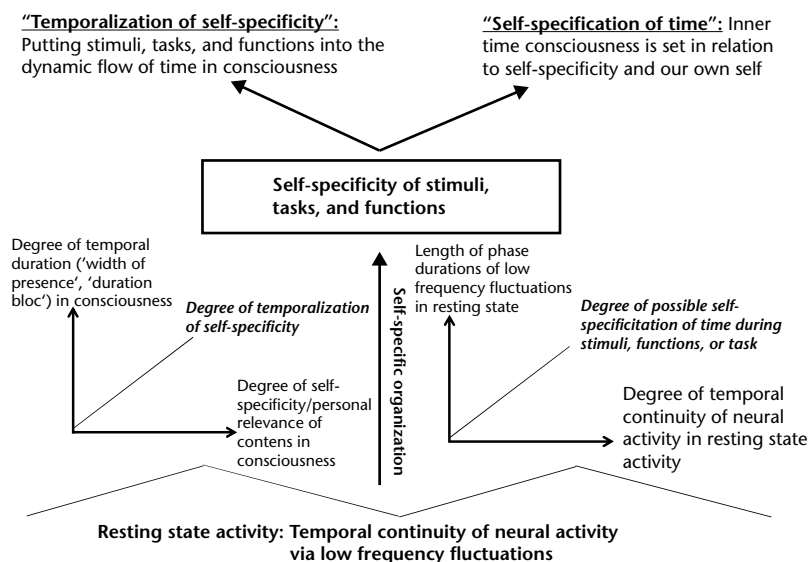 "Temporalization of self-specificity":
Putting stimuli, tasks, and functions into the
dynamic flow of time in consciousness
"Self-specification of time": Inner
time consciousness is set in relation
to self-specificity and our own self
Self-specificity of stimuli,
tasks, and functions
Degree of temporal
duration ('width of
presence', 'duration
bloc') in consciousness
Degree of temporalization
of self-specificity
Degree of self-
specificity/personal
relevance of
contens in
consciousness
Self-specific organization
Length of phase
durations of low
frequency fluctuations
in resting state
Degree of possible self-
specificitation of time during
stimuli, functions, or task
Degree of temporal
continuity of neural
activity in resting state
activity
Resting state activity: Temporal continuity of neural activity
via low frequency fluctuations